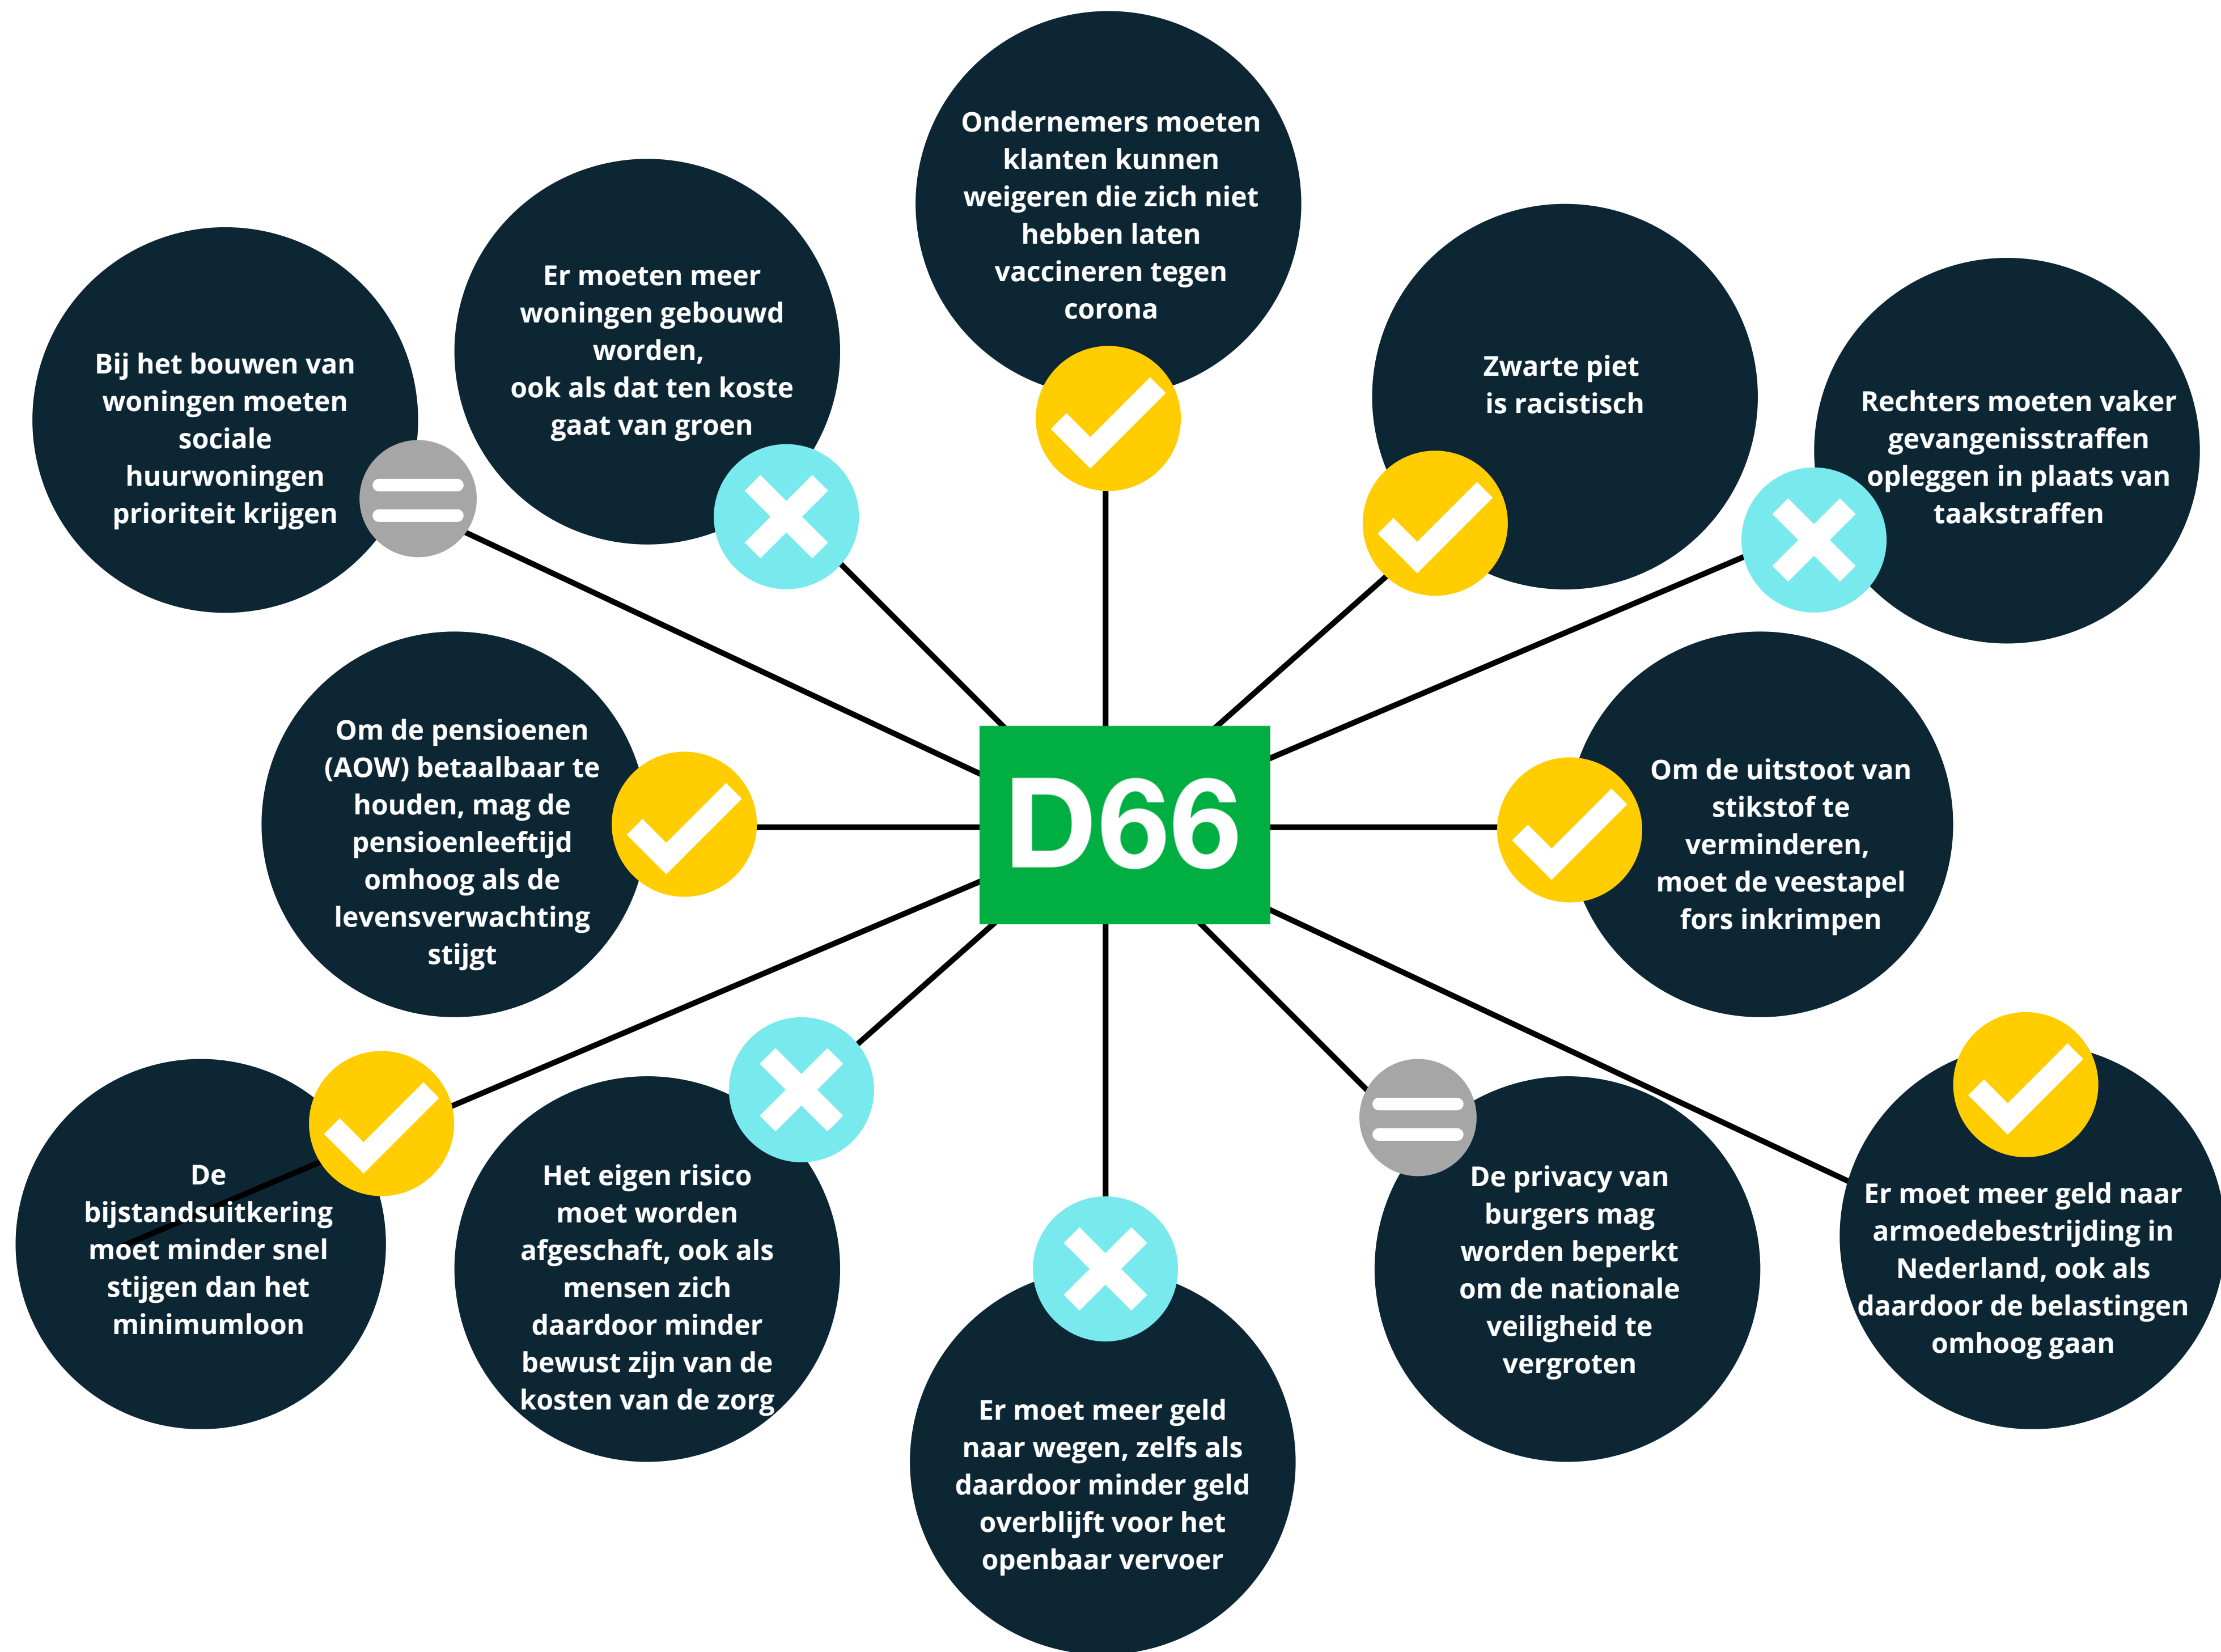 Ondernemers moeten
klanten kunnen
weigeren die zich niet
hebben laten
vaccineren tegen
corona
Er moeten meer
woningen gebouwd
worden,
ook als dat ten koste
gaat van groen
Bij het bouwen van
woningen moeten
sociale
huurwoningen
prioriteit krijgen
Zwarte piet
is racistisch
Rechters moeten vaker
gevangenisstraffen
opleggen in plaats van
taakstraffen
Om de pensioenen
(AOW) betaalbaar te
houden, mag de
pensioenleeftijd
omhoog als de
levensverwachting
stijgt
D66
Om de uitstoot van
stikstof te
verminderen,
moet de veestapel
fors inkrimpen
De
bijstandsuitkering
moet minder snel
stijgen dan het
minimumloon
Het eigen risico
moet worden
afgeschaft, ook als
mensen zich
daardoor minder
bewust zijn van de
kosten van de zorg
Er moet meer geld
naar wegen, zelfs als
daardoor minder geld
overblijft voor het
openbaar vervoer
De privacy van
burgers mag
worden beperkt
om de nationale
veiligheid te
vergroten
Er moet meer geld naar
armoedebestrijding in
Nederland, ook als
daardoor de belastingen
omhoog gaan